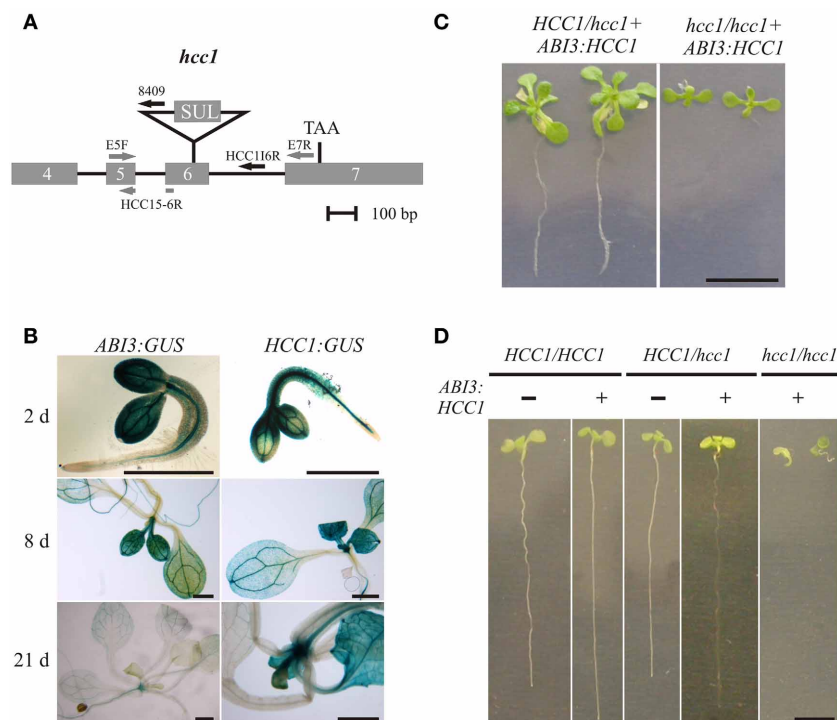 A
hcc1
8409
SUL
TAA
E5F
E7R
HCC1I6R
4
5
6
7
HCC15-6R
100 bp
B
ABI3:GUS
HCC1:GUS
2 d
8 d
21 d
C
HCC1/hcc1+
ABI3:HCC1
hcc1/hcc1+
ABI3:HCC1
D
HCC1/HCC1
HCC1/hcc1
hcc1/hcc1
ABI3:
HCC1
- + - + +